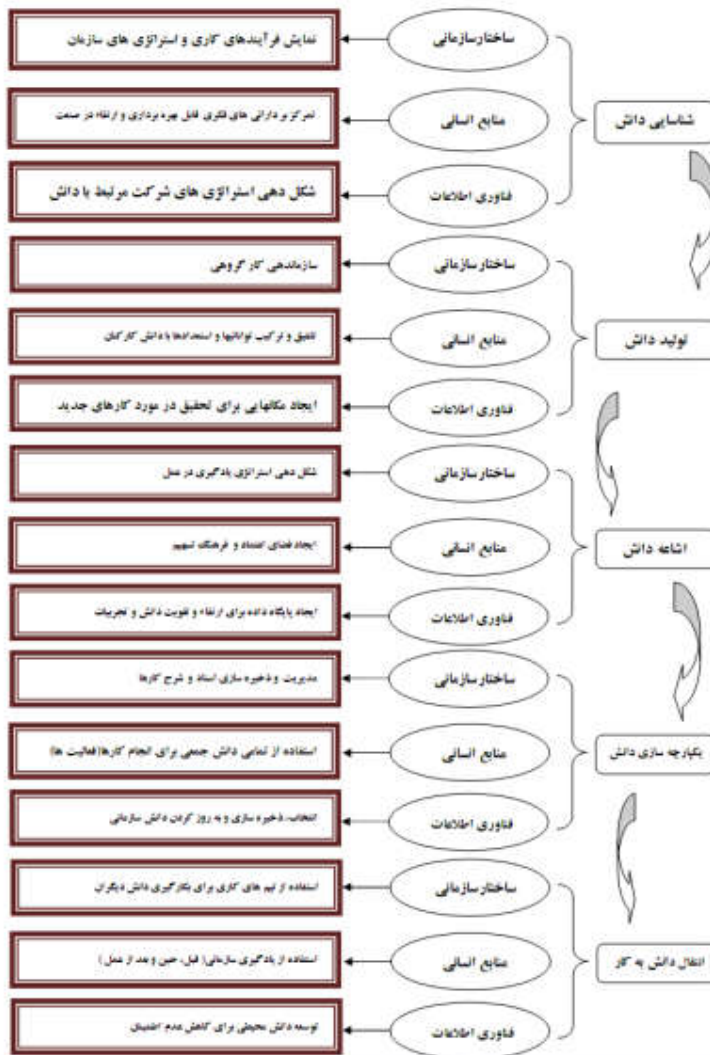 شناسایی دانش
ساختار سازمانی
نمایش فرآیندهای کاری و استراتژی های سازمان
منابع انسانی
تمرکز بر دارائی های فکری قابل بهره برداری و ارتقاء در صنعت
فناوری اطلاعات
شکل دهی استراتژی های شرکت مرتبط با دانش
تولید دانش
ساختار سازمانی
سازماندهی کار گروهی
منابع انسانی
تلفیق و ترکیب توانائیها و استعدادها با دانش کارکنان
فناوری اطلاعات
ایجاد مکانهایی برای تحقیق در مورد کارهای جدید
اشاعه دانش
ساختار سازمانی
شکل دهی استراتژی یادگیری در عمل
منابع انسانی
ایجاد فضای اعتماد و فرهنگ تسهیم
فناوری اطلاعات
ایجاد پایگاه داده برای ارتقاء و تقویت دانش و تجربیات
یکپارچه سازی دانش
ساختار سازمانی
مدیریت و ذخیره سازی اسناد و شرح کارها
منابع انسانی
استفاده از تمامی دانش جمعی برای انجام کارها(فعالیت ها)
فناوری اطلاعات
انتخاب، ذخیره سازی و به روز کردن دانش سازمانی
انتقال دانش به کار
ساختار سازمانی
استفاده از تیم های کاری برای بکارگیری دانش دیگران
منابع انسانی
استفاده از یادگیری سازمانی( قبل، حین و بعد از عمل )
فناوری اطلاعات
توسعه دانش محیطی برای کاهش عدم اطمینان